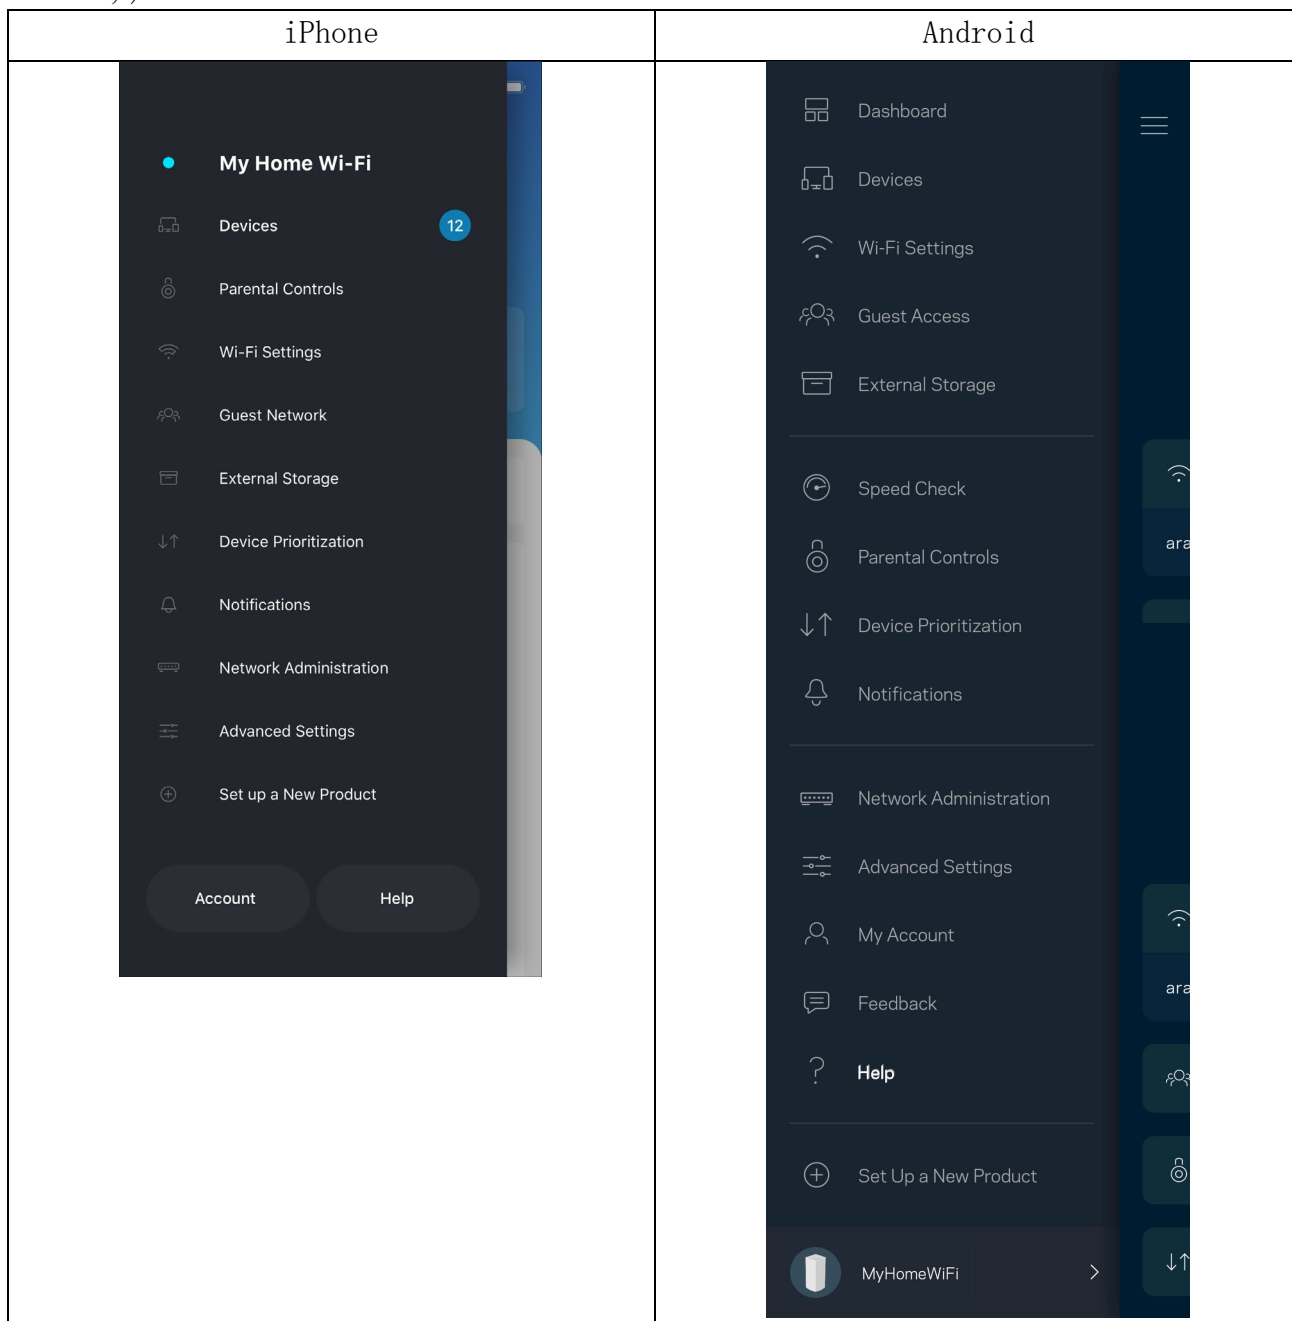 iPhone
Android
My Home Wi-Fi
Devices
12
Parental Controls
Wi-Fi Settings
Guest Network
External Storage
Device Prioritization
Notifications
Network Administration
Advanced Settings
Set up a New Product
Account
Help
Dashboard
Devices
Wi-Fi Settings
Guest Access
External Storage
Speed Check
Parental Controls
Device Prioritization
Notifications
Network Administration
Advanced Settings
My Account
Feedback
Help
Set Up a New Product
MyHomeWiFi
ara
ara